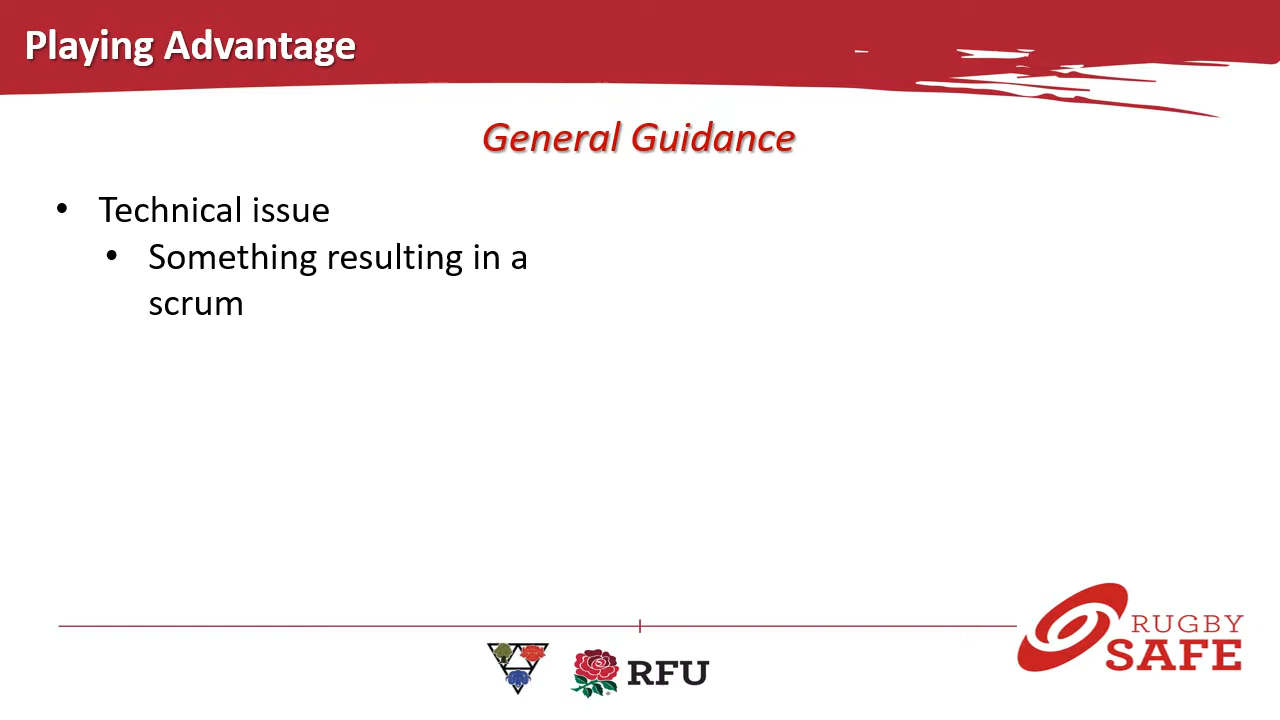 Playing Advantage
General Guidance
• Technical issue
• Something resulting in a
scrum
RUGBY
SAFE
RFU